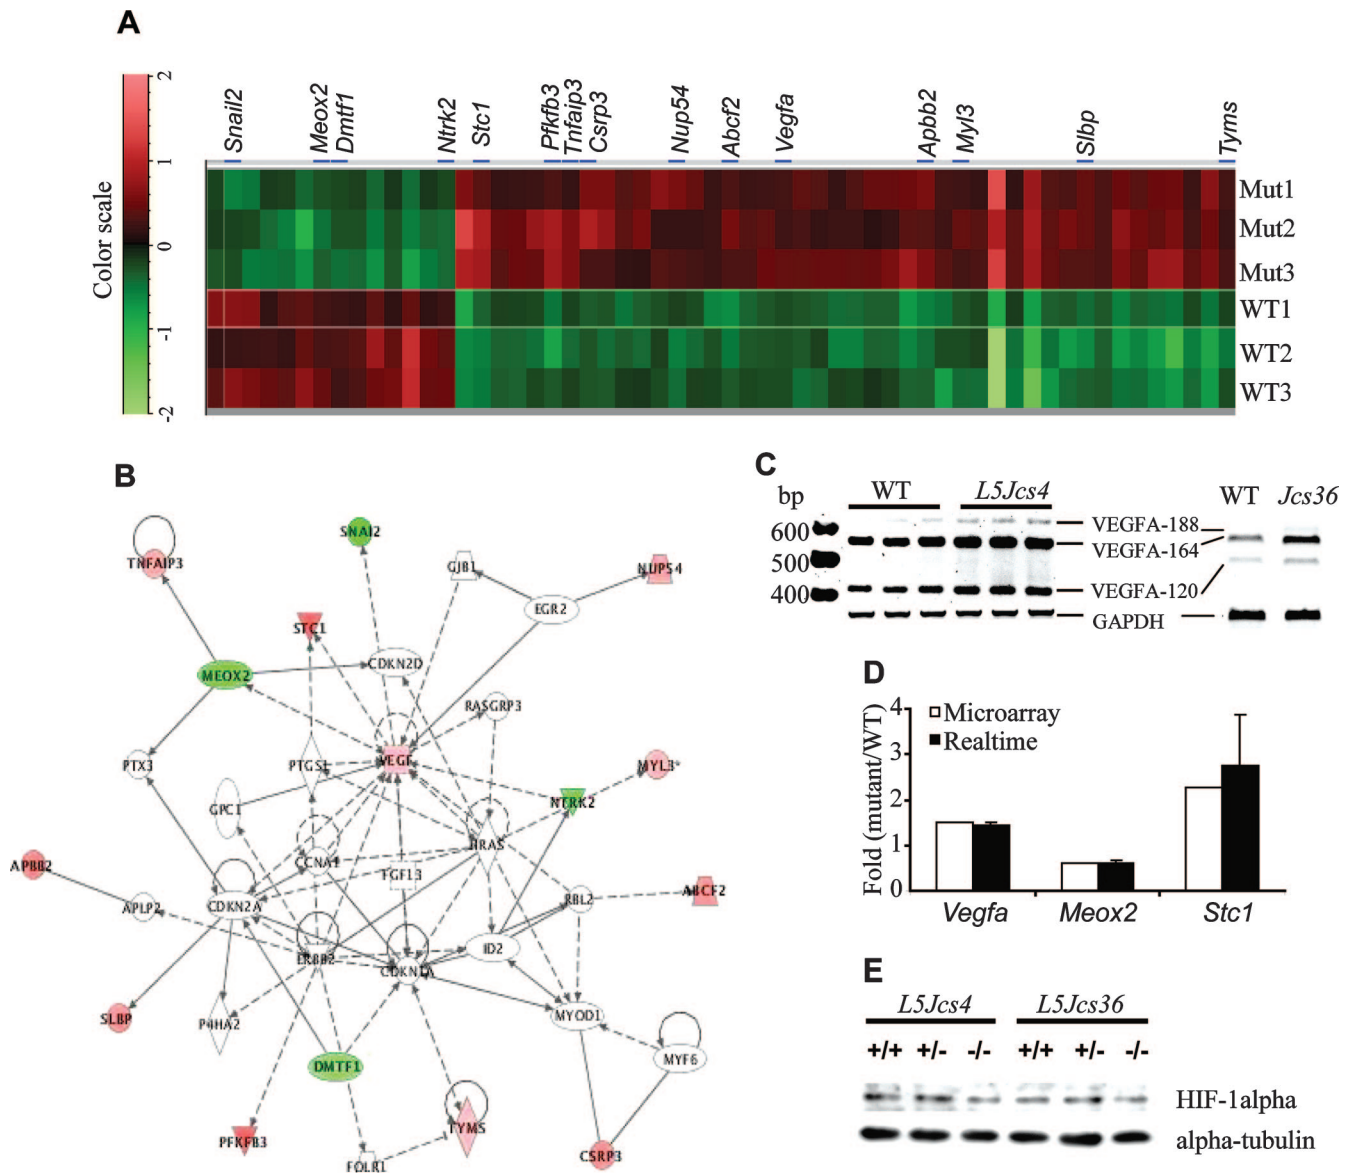 A
Snail2
Meox2
Dmtf1
Ntrk2
Stc1
Pfkfb3
Tnfaip3
Csrp3
Nup54
Abcf2
Vegfa
Apbb2
Myl3
Slbp
Tyms
Color scale
2
1
0
-1
-2
Mut1
Mut2
Mut3
WT1
WT2
WT3
B
SNAI2
TNFAIP3
GJB1
NUP54
EGR2
STC1
CDKN2D
MEOX2
RASGRP3
PTX3
PTGS1
VEGF
MYL3*
NTRK2
GPC1
HRAS
CCNA1
FGF13
APBB2
ABCF2
APLP2
CDKN2A
RBL2
ID2
ERBB2
CDKN1A
SLBP
P4HA2
MYOD1
MYF6
DMTF1
PFKFB3
TYMS
FOLR1
CSRP3
C
bp
WT
L5Jcs4
WT
Jcs36
600
500
400
VEGFA-188
VEGFA-164
VEGFA-120
GAPDH
D
Fold (mutant/WT)
4
3
2
1
0
Microarray
Realtime
Vegfa
Meox2
Stc1
E
L5Jcs4
L5Jcs36
+/+ +/- -/- +/+ +/- -/-
HIF-1alpha
alpha-tubulin